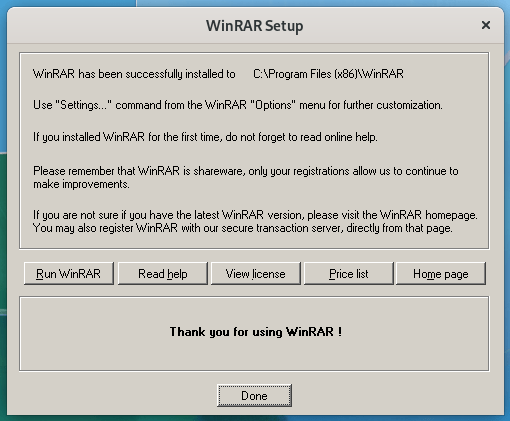 WinRAR Setup
WinRAR has been successfully installed to C:\Program Files (x86)\WinRAR
Use "Settings..." command from the WinRAR "Options" menu for further customization.
If you installed WinRAR for the first time, do not forget to read online help.
Please remember that WinRAR is shareware, only your registrations allow us to continue to
make improvements.
If you are not sure if you have the latest WinRAR version, please visit the WinRAR homepage.
You may also register WinRAR with our secure transaction server, directly from that page.
Run WinRAR Read help View license Price list Home page
Thank you for using WinRAR !
Done